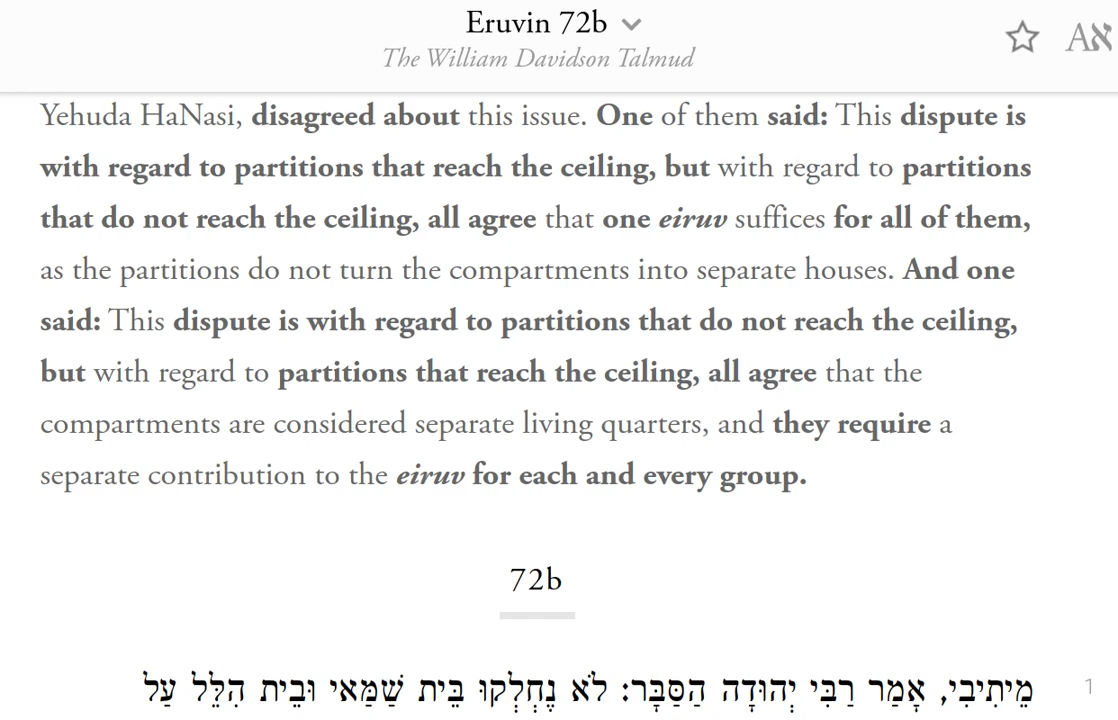 Eruvin 72b
The William Davidson Talmud
Aא
Yehuda HaNasi, disagreed about this issue. One of them said: This dispute is
with regard to partitions that reach the ceiling, but with regard to partitions
that do not reach the ceiling, all agree that one eiruv suffices for all of them,
as the partitions do not turn the compartments into separate houses. And one
said: This dispute is with regard to partitions that do not reach the ceiling,
but with regard to partitions that reach the ceiling, all agree that the
compartments are considered separate living quarters, and they require a
separate contribution to the eiruv for each and every group.
72b
מֵיתִיבִי, אָמַר רַבִּי יְהוּדָה הַסַּבָּר: לֹא נֶחְלְקוּ בֵּית שַׁמַּאי וּבֵית הִלֵּל עַל
1